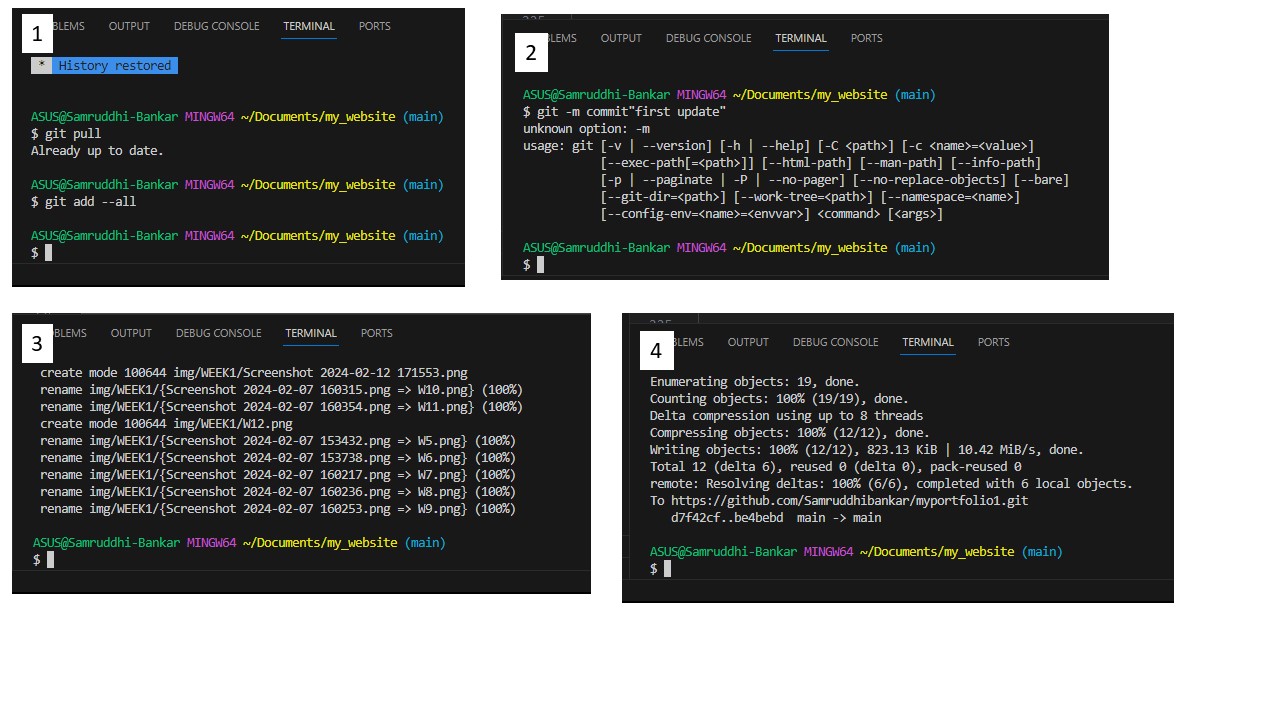 1
BLEMS OUTPUT DEBUG CONSOLE TERMINAL PORTS
* History restored
ASUS@Samruddhi-Bankar MINGW64 ~/Documents/my_website (main)
$ git pull
Already up to date.
ASUS@Samruddhi-Bankar MINGW64 ~/Documents/my_website (main)
$ git add --all
ASUS@Samruddhi-Bankar MINGW64 ~/Documents/my_website (main)
$
2
LEMS OUTPUT DEBUG CONSOLE TERMINAL PORTS
ASUS@Samruddhi-Bankar MINGW64 ~/Documents/my_website (main)
$ git -m commit"first update"
unknown option: -m
usage: git [-v | --version] [-h | --help] [-C <path>] [-c <name>=<value>]
[--exec-path[=<path>]] [--html-path] [--man-path] [--info-path]
[-p | --paginate | -P | --no-pager] [--no-replace-objects] [--bare]
[--git-dir=<path>] [--work-tree=<path>] [--namespace=<name>]
[--config-env=<name>=<envvar>] <command> [<args>]
ASUS@Samruddhi-Bankar MINGW64 ~/Documents/my_website (main)
$
3
BLEMS OUTPUT DEBUG CONSOLE TERMINAL PORTS
create mode 100644 img/WEEK1/Screenshot 2024-02-12 171553.png
rename img/WEEK1/{Screenshot 2024-02-07 160315.png => W10.png} (100%)
rename img/WEEK1/{Screenshot 2024-02-07 160354.png => W11.png} (100%)
create mode 100644 img/WEEK1/W12.png
rename img/WEEK1/{Screenshot 2024-02-07 153432.png => W5.png} (100%)
rename img/WEEK1/{Screenshot 2024-02-07 153738.png => W6.png} (100%)
rename img/WEEK1/{Screenshot 2024-02-07 160217.png => W7.png} (100%)
rename img/WEEK1/{Screenshot 2024-02-07 160236.png => W8.png} (100%)
rename img/WEEK1/{Screenshot 2024-02-07 160253.png => W9.png} (100%)
ASUS@Samruddhi-Bankar MINGW64 ~/Documents/my_website (main)
$
4
BLEMS OUTPUT DEBUG CONSOLE TERMINAL PORTS
Enumerating objects: 19, done.
Counting objects: 100% (19/19), done.
Delta compression using up to 8 threads
Compressing objects: 100% (12/12), done.
Writing objects: 100% (12/12), 823.13 KiB | 10.42 MiB/s, done.
Total 12 (delta 6), reused 0 (delta 0), pack-reused 0
remote: Resolving deltas: 100% (6/6), completed with 6 local objects.
To https://github.com/Samruddhibankar/myportfolio1.git
d7f42cf..be4bebd main -> main
ASUS@Samruddhi-Bankar MINGW64 ~/Documents/my_website (main)
$